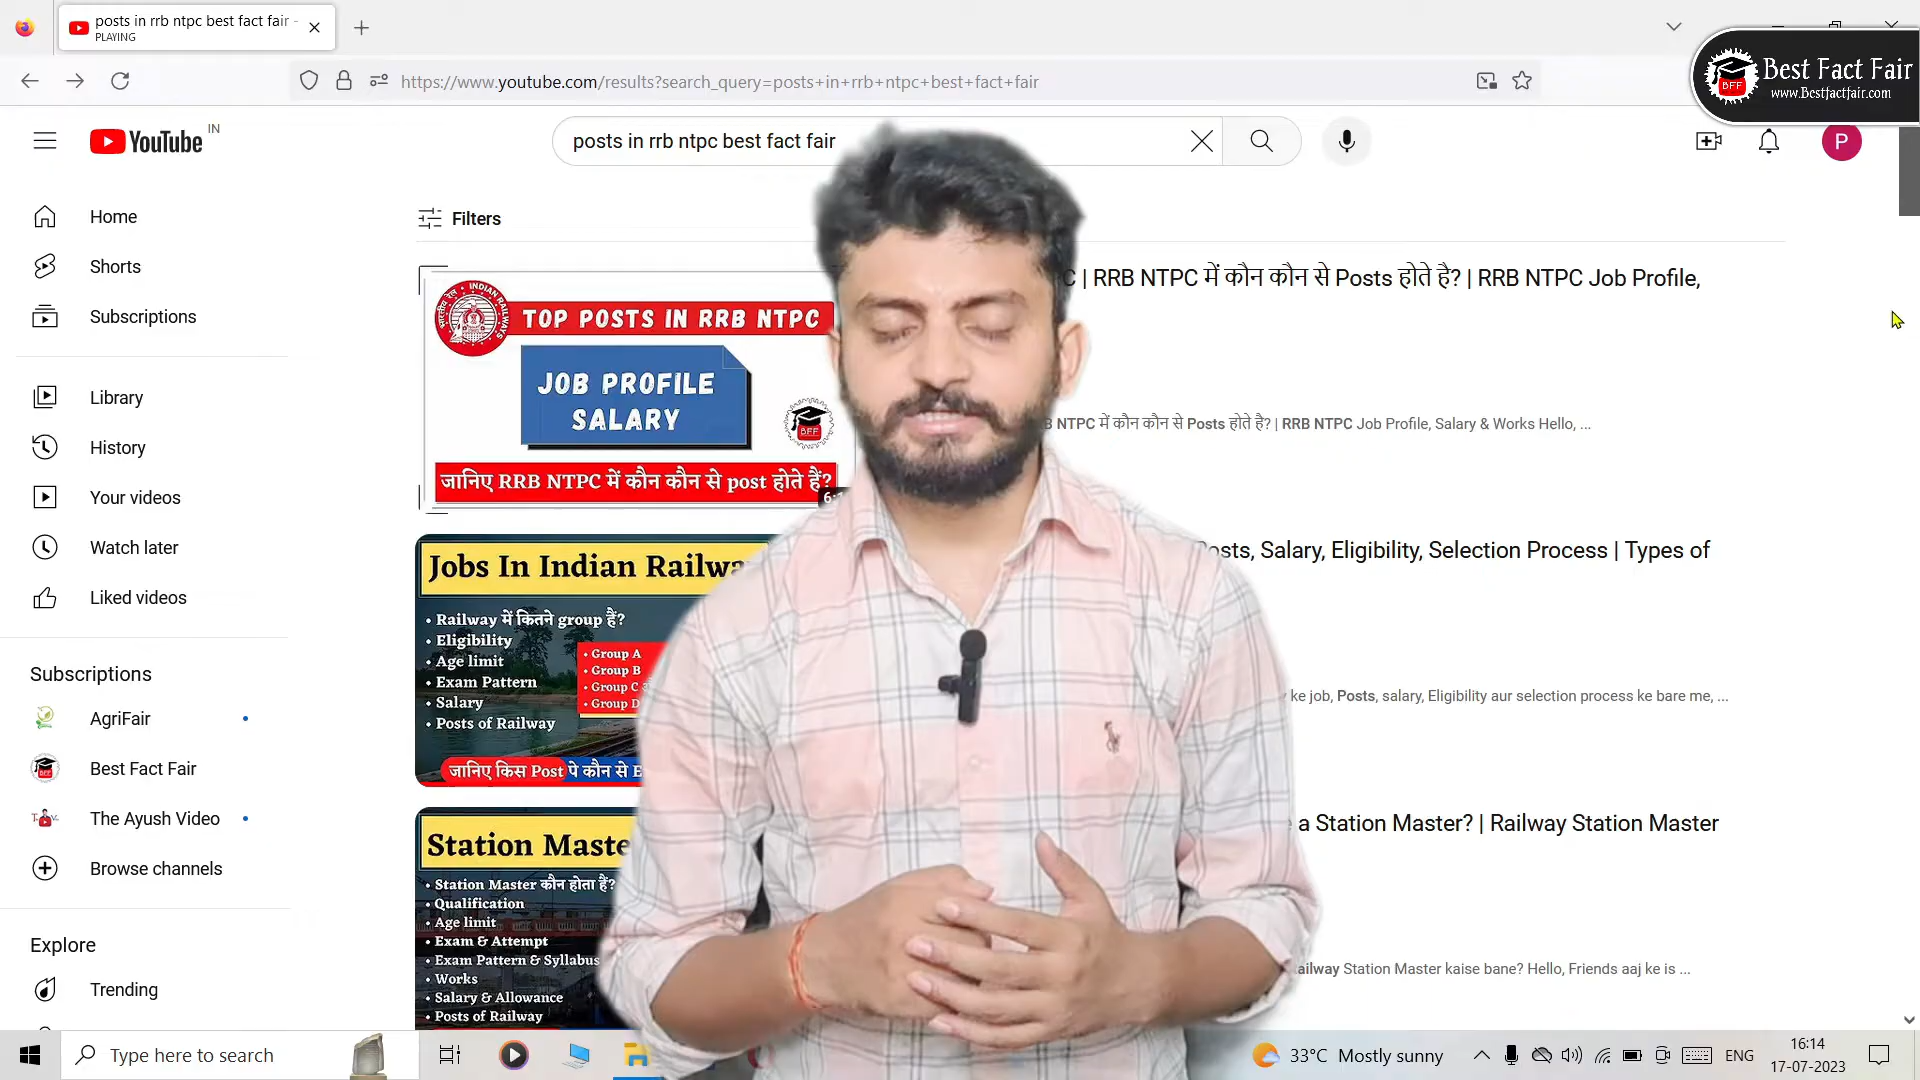 posts in rrb ntpc best fact fair -
PLAYING
https://www.youtube.com/results?search_query=posts+in+rrb+ntpc+best+fact+fair
Best Fact Fair
www.Bestfactfair.com
BFF
YouTube IN
posts in rrb ntpc best fact fair
P
Home
Shorts
Subscriptions
Library
History
Your videos
Watch later
Liked videos
Subscriptions
AgriFair
Best Fact Fair
The Ayush Video
Browse channels
Explore
Trending
Filters
TOP POSTS IN RRB NTPC
JOB PROFILE
SALARY
BFF
जानिए RRB NTPC में कौन कौन से post होते हैं?
C | RRB NTPC में कौन कौन से Posts होते है? | RRB NTPC Job Profile,
B NTPC में कौन कौन से Posts होते है? | RRB NTPC Job Profile, Salary & Works Hello, ...
Jobs In Indian Railwa
• Railway में कितने group हैं?
• Eligibility
• Age limit
• Exam Pattern
• Salary
• Posts of Railway
• Group A
• Group B
• Group C
• Group D
जानिए किस Post पे कौन से E
Posts, Salary, Eligibility, Selection Process | Types of
ke job, Posts, salary, Eligibility aur selection process ke bare me, ...
Station Maste
• Station Master कौन होता हैं?
• Qualification
• Age limit
• Exam & Attempt
• Exam Pattern & Syllabus
• Works
• Salary & Allowance
• Posts of Railway
a Station Master? | Railway Station Master
ailway Station Master kaise bane? Hello, Friends aaj ke is ...
Type here to search
33°C Mostly sunny
ENG
16:14
17-07-2023